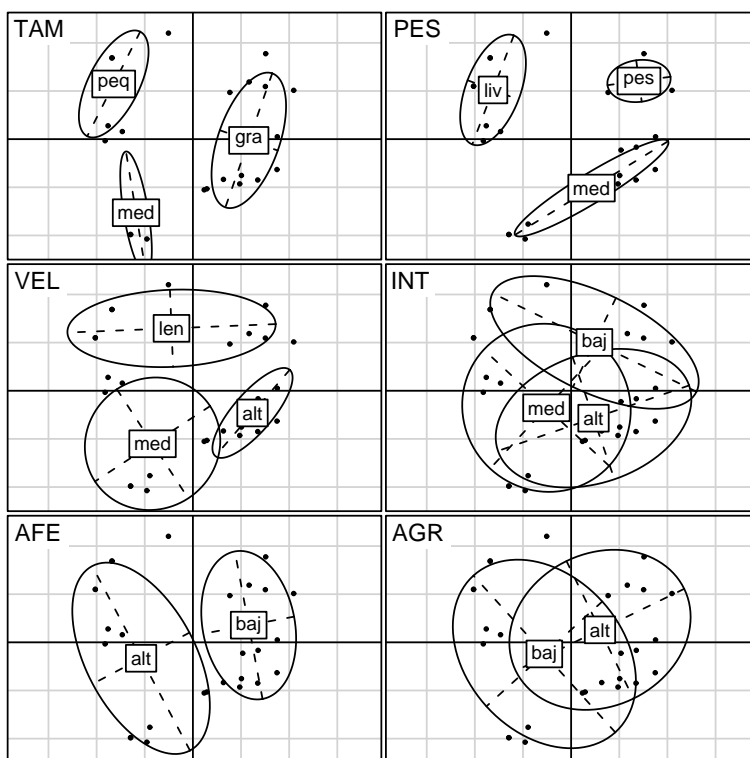 TAM
peq
gra
med
PES
liv
pes
med
VEL
len
alt
med
INT
baj
med
alt
AFE
baj
alt
AGR
alt
baj